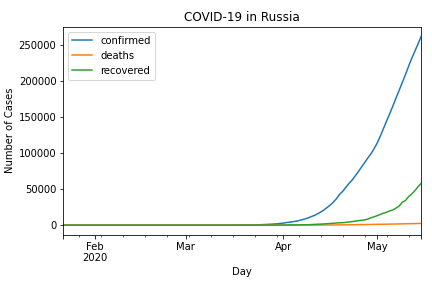 COVID-19 in Russia
confirmed
deaths
recovered
Number of Cases
250000
200000
150000
100000
50000
0
Feb
2020
Mar
Apr
May
Day